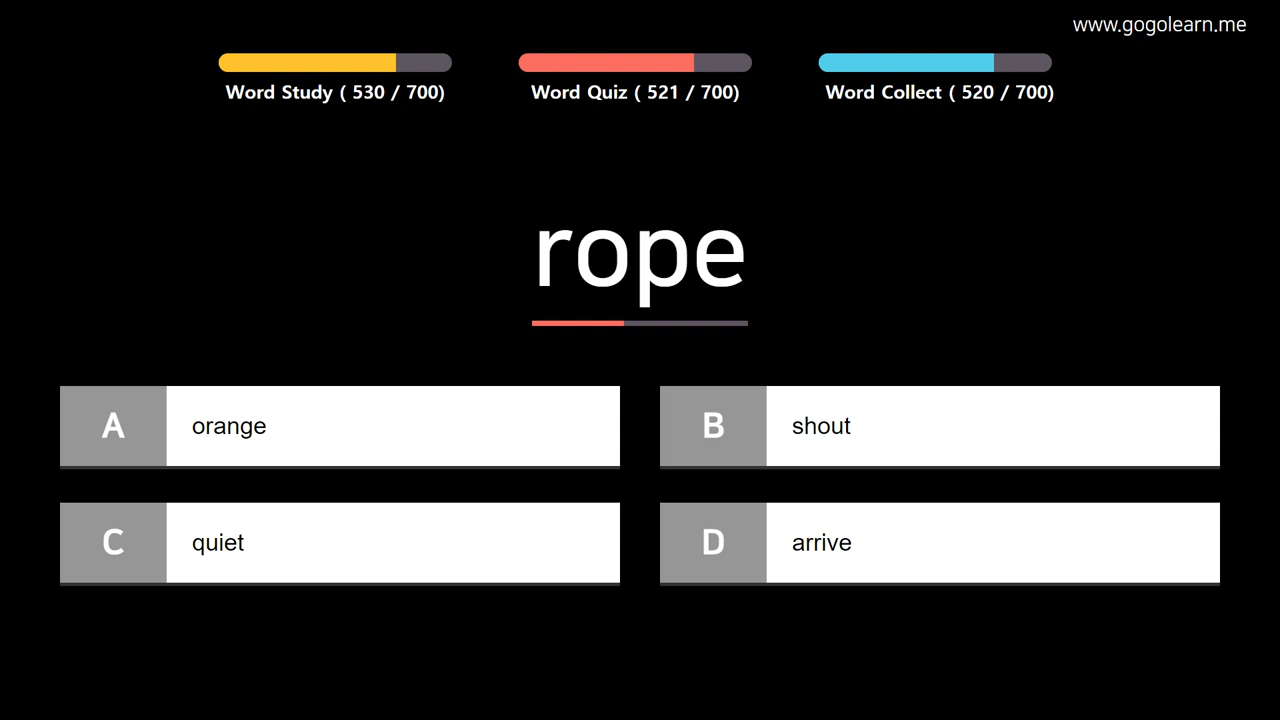 www.gogolearn.me
Word Study ( 530 / 700)
Word Quiz ( 521 / 700)
Word Collect ( 520 / 700)
rope
A orange
B shout
C quiet
D arrive